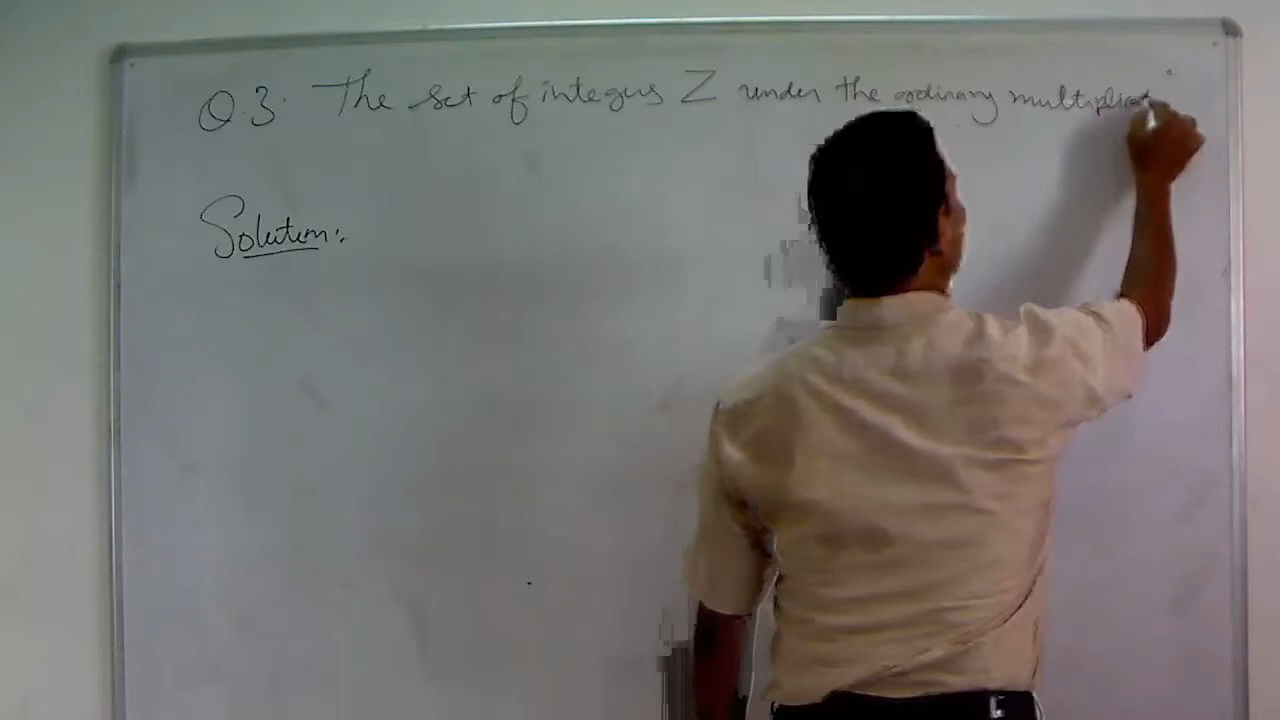 Q.3. The set of integers Z under the ordinary multiplicat
Solution: